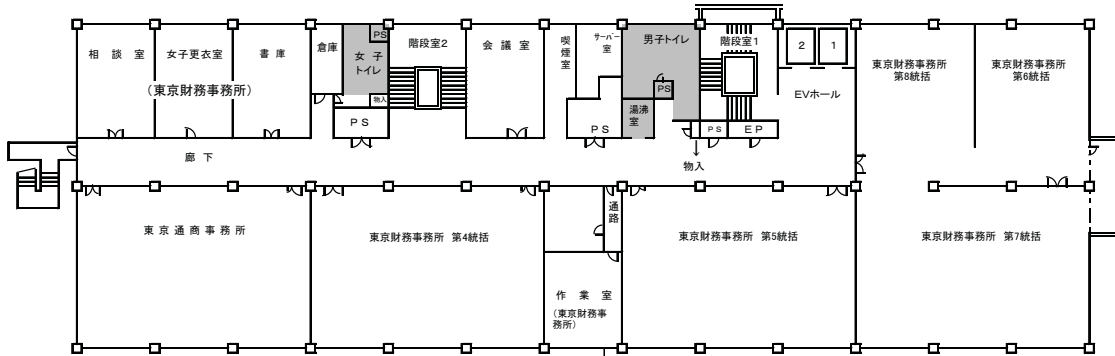 相談室
女子更衣室
書庫
(東京財務事務所)
倉庫
PS
女子
トイレ
物入
PS
階段室2
会議室
喫煙室
サーバー
室
PS
男子トイレ
PS
湯沸
室
階段室1
PS
EP
物入
2
1
EVホール
東京財務事務所
第8統括
東京財務事務所
第6統括
廊下
東京通商事務所
東京財務事務所 第4統括
通路
作業室
(東京財務事
務所)
東京財務事務所 第5統括
東京財務事務所 第7統括